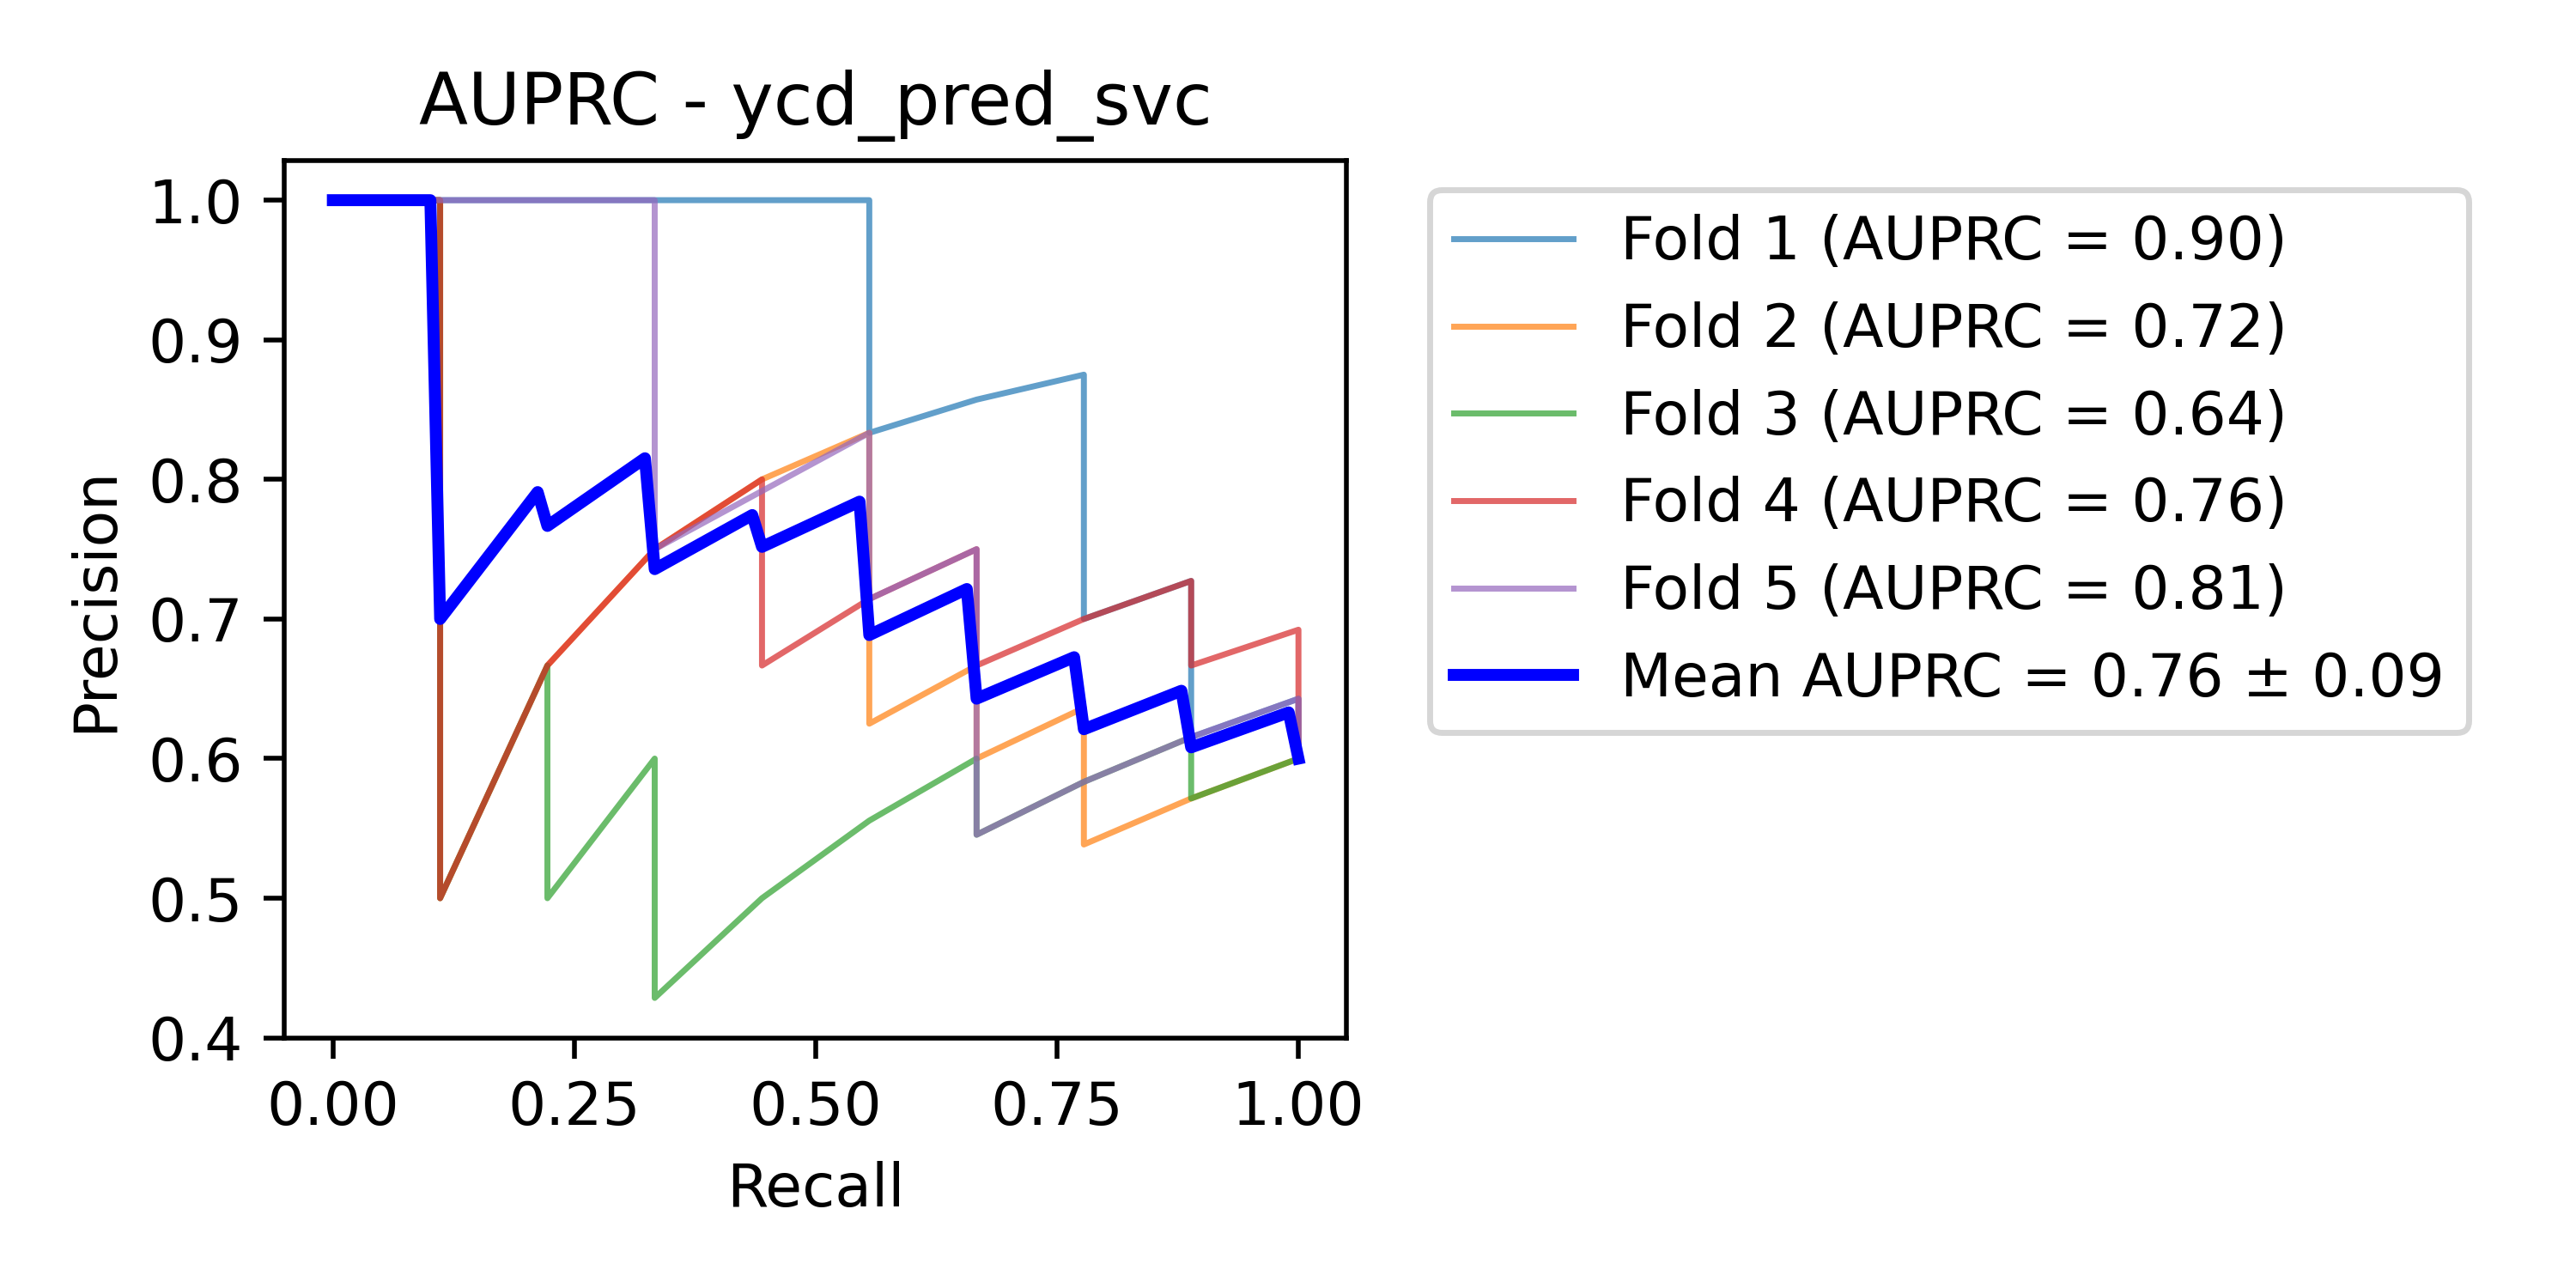 AUPRC - ycd_pred_svc
Precision
1.0
0.9
0.8
0.7
0.6
0.5
0.4
0.00 0.25 0.50 0.75 1.00
Recall
Fold 1 (AUPRC = 0.90)
Fold 2 (AUPRC = 0.72)
Fold 3 (AUPRC = 0.64)
Fold 4 (AUPRC = 0.76)
Fold 5 (AUPRC = 0.81)
Mean AUPRC = 0.76 ± 0.09